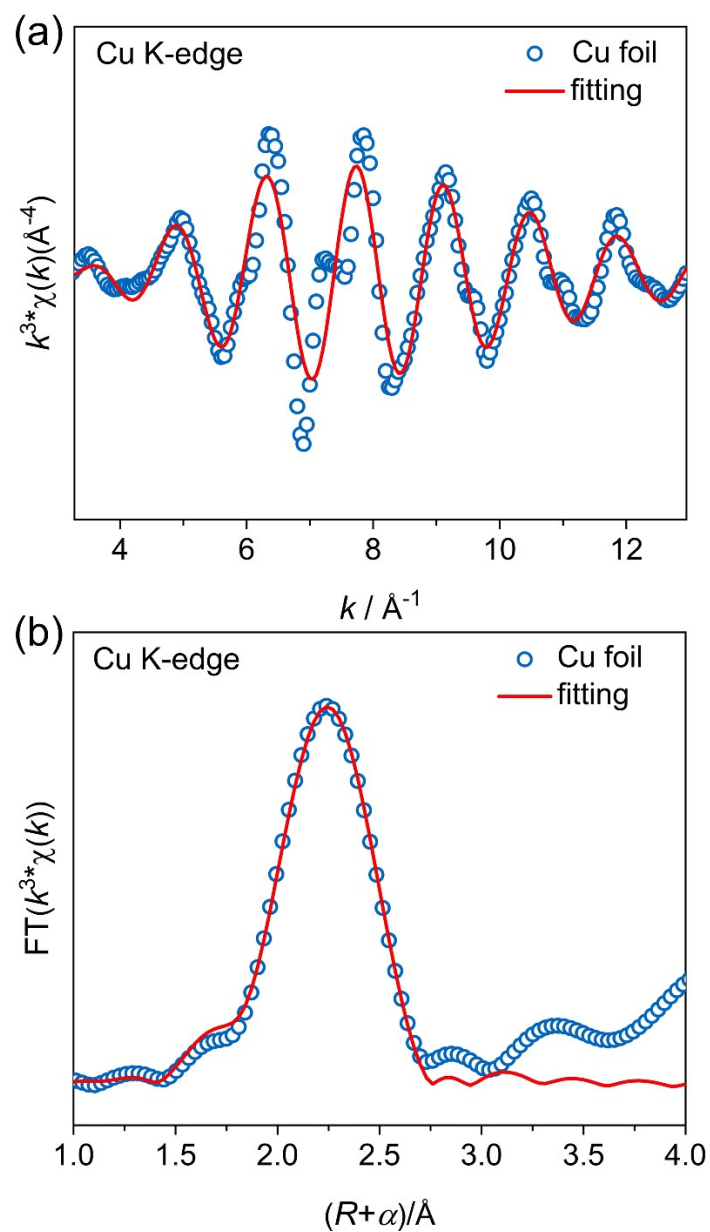 (a)
Cu K-edge
Cu foil
fitting
k³*χ(k)(Å⁻⁴)
4 6 8 10 12
k / Å⁻¹
(b)
Cu K-edge
Cu foil
fitting
FT(k³*χ(k))
1.0 1.5 2.0 2.5 3.0 3.5 4.0
(R+α)/Å